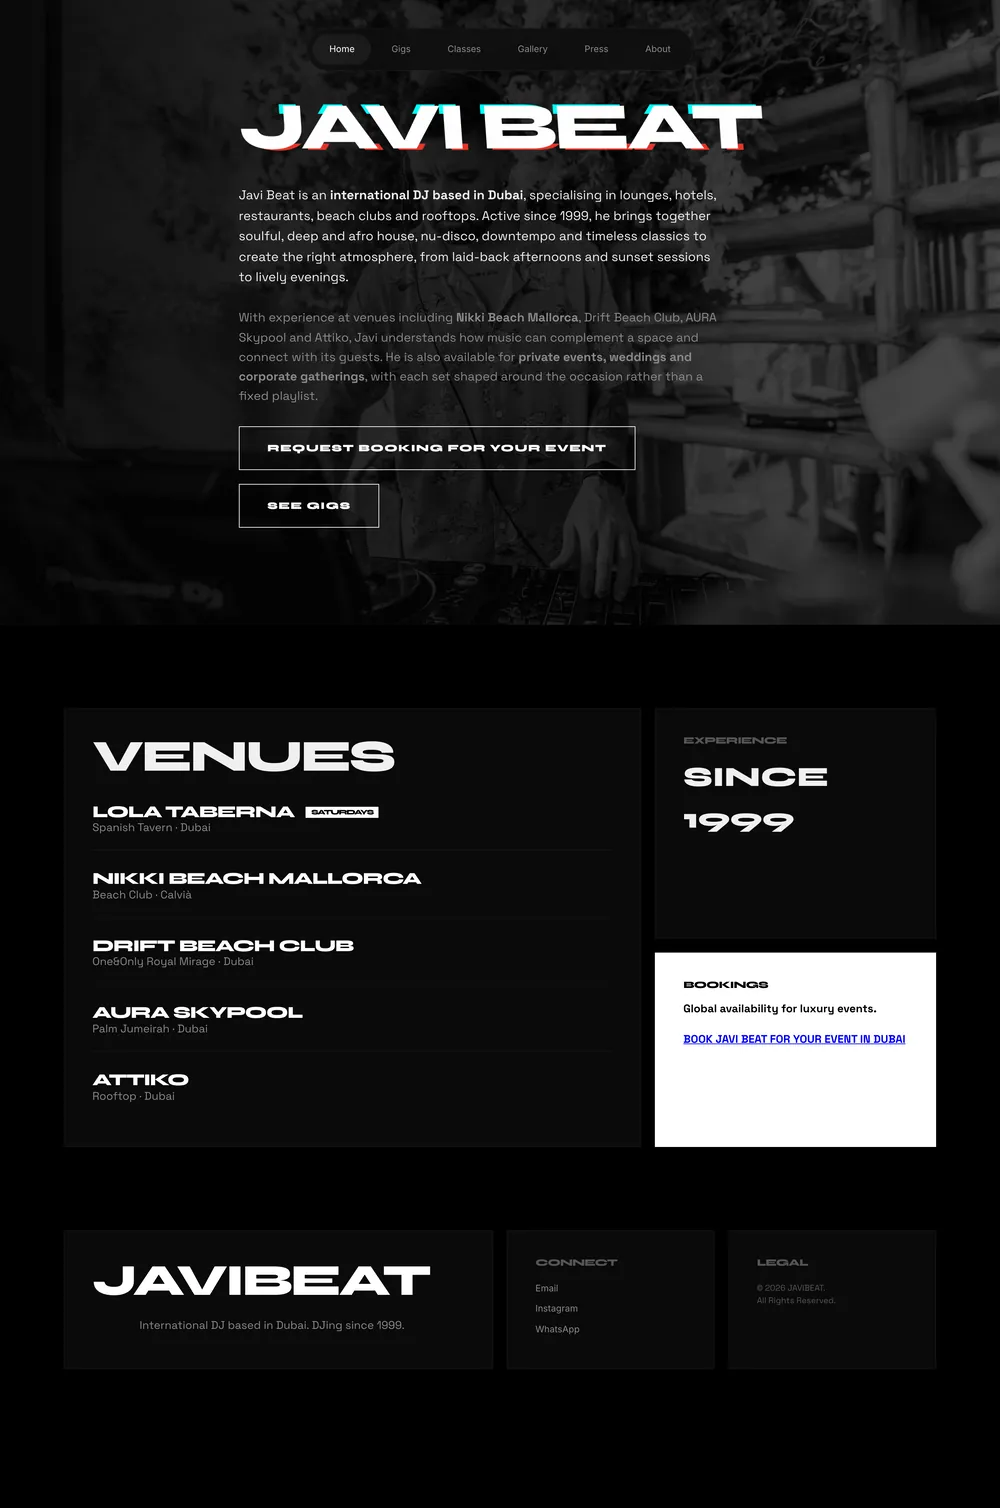 Home Gigs Classes Gallery Press About
JAVI BEAT
Javi Beat is an international DJ based in Dubai, specialising in lounges, hotels,
restaurants, beach clubs and rooftops. Active since 1999, he brings together
soulful, deep and afro house, nu-disco, downtempo and timeless classics to
create the right atmosphere, from laid-back afternoons and sunset sessions
to lively evenings.
With experience at venues including Nikki Beach Mallorca, Drift Beach Club, AURA
Skypool and Attiko, Javi understands how music can complement a space and
connect with its guests. He is also available for private events, weddings and
corporate gatherings, with each set shaped around the occasion rather than a
fixed playlist.
REQUEST BOOKING FOR YOUR EVENT
SEE GIGS
VENUES
LOLA TABERNA SATURDAYS
Spanish Tavern · Dubai
NIKKI BEACH MALLORCA
Beach Club · Calvià
DRIFT BEACH CLUB
One&Only Royal Mirage · Dubai
AURA SKYPOOL
Palm Jumeirah · Dubai
ATTIKO
Rooftop · Dubai
EXPERIENCE
SINCE
1999
BOOKINGS
Global availability for luxury events.
BOOK JAVI BEAT FOR YOUR EVENT IN DUBAI
JAVIBEAT
International DJ based in Dubai. DJing since 1999.
CONNECT
Email
Instagram
WhatsApp
LEGAL
© 2026 JAVIBEAT.
All Rights Reserved.